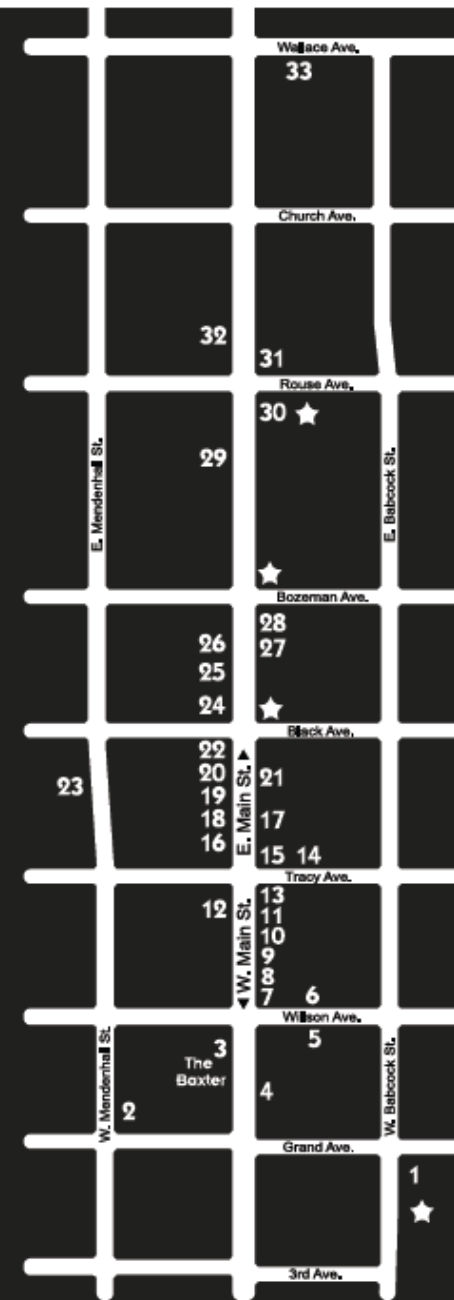 Wallace Ave.
33
Church Ave.
32
31
Rouse Ave.
30
29
E. Mendenhall St.
E. Babcock St.
Bozeman Ave.
28
26
27
25
24
Black Ave.
22
20
21
23
19
18
17
16
E. Main St.
15 14
Tracy Ave.
13
12
11
10
9
8
W. Main St.
7
6
Willson Ave.
5
3
The
Baxter
4
2
W. Mendenhall St.
W. Babcock St.
Grand Ave.
1
3rd Ave.